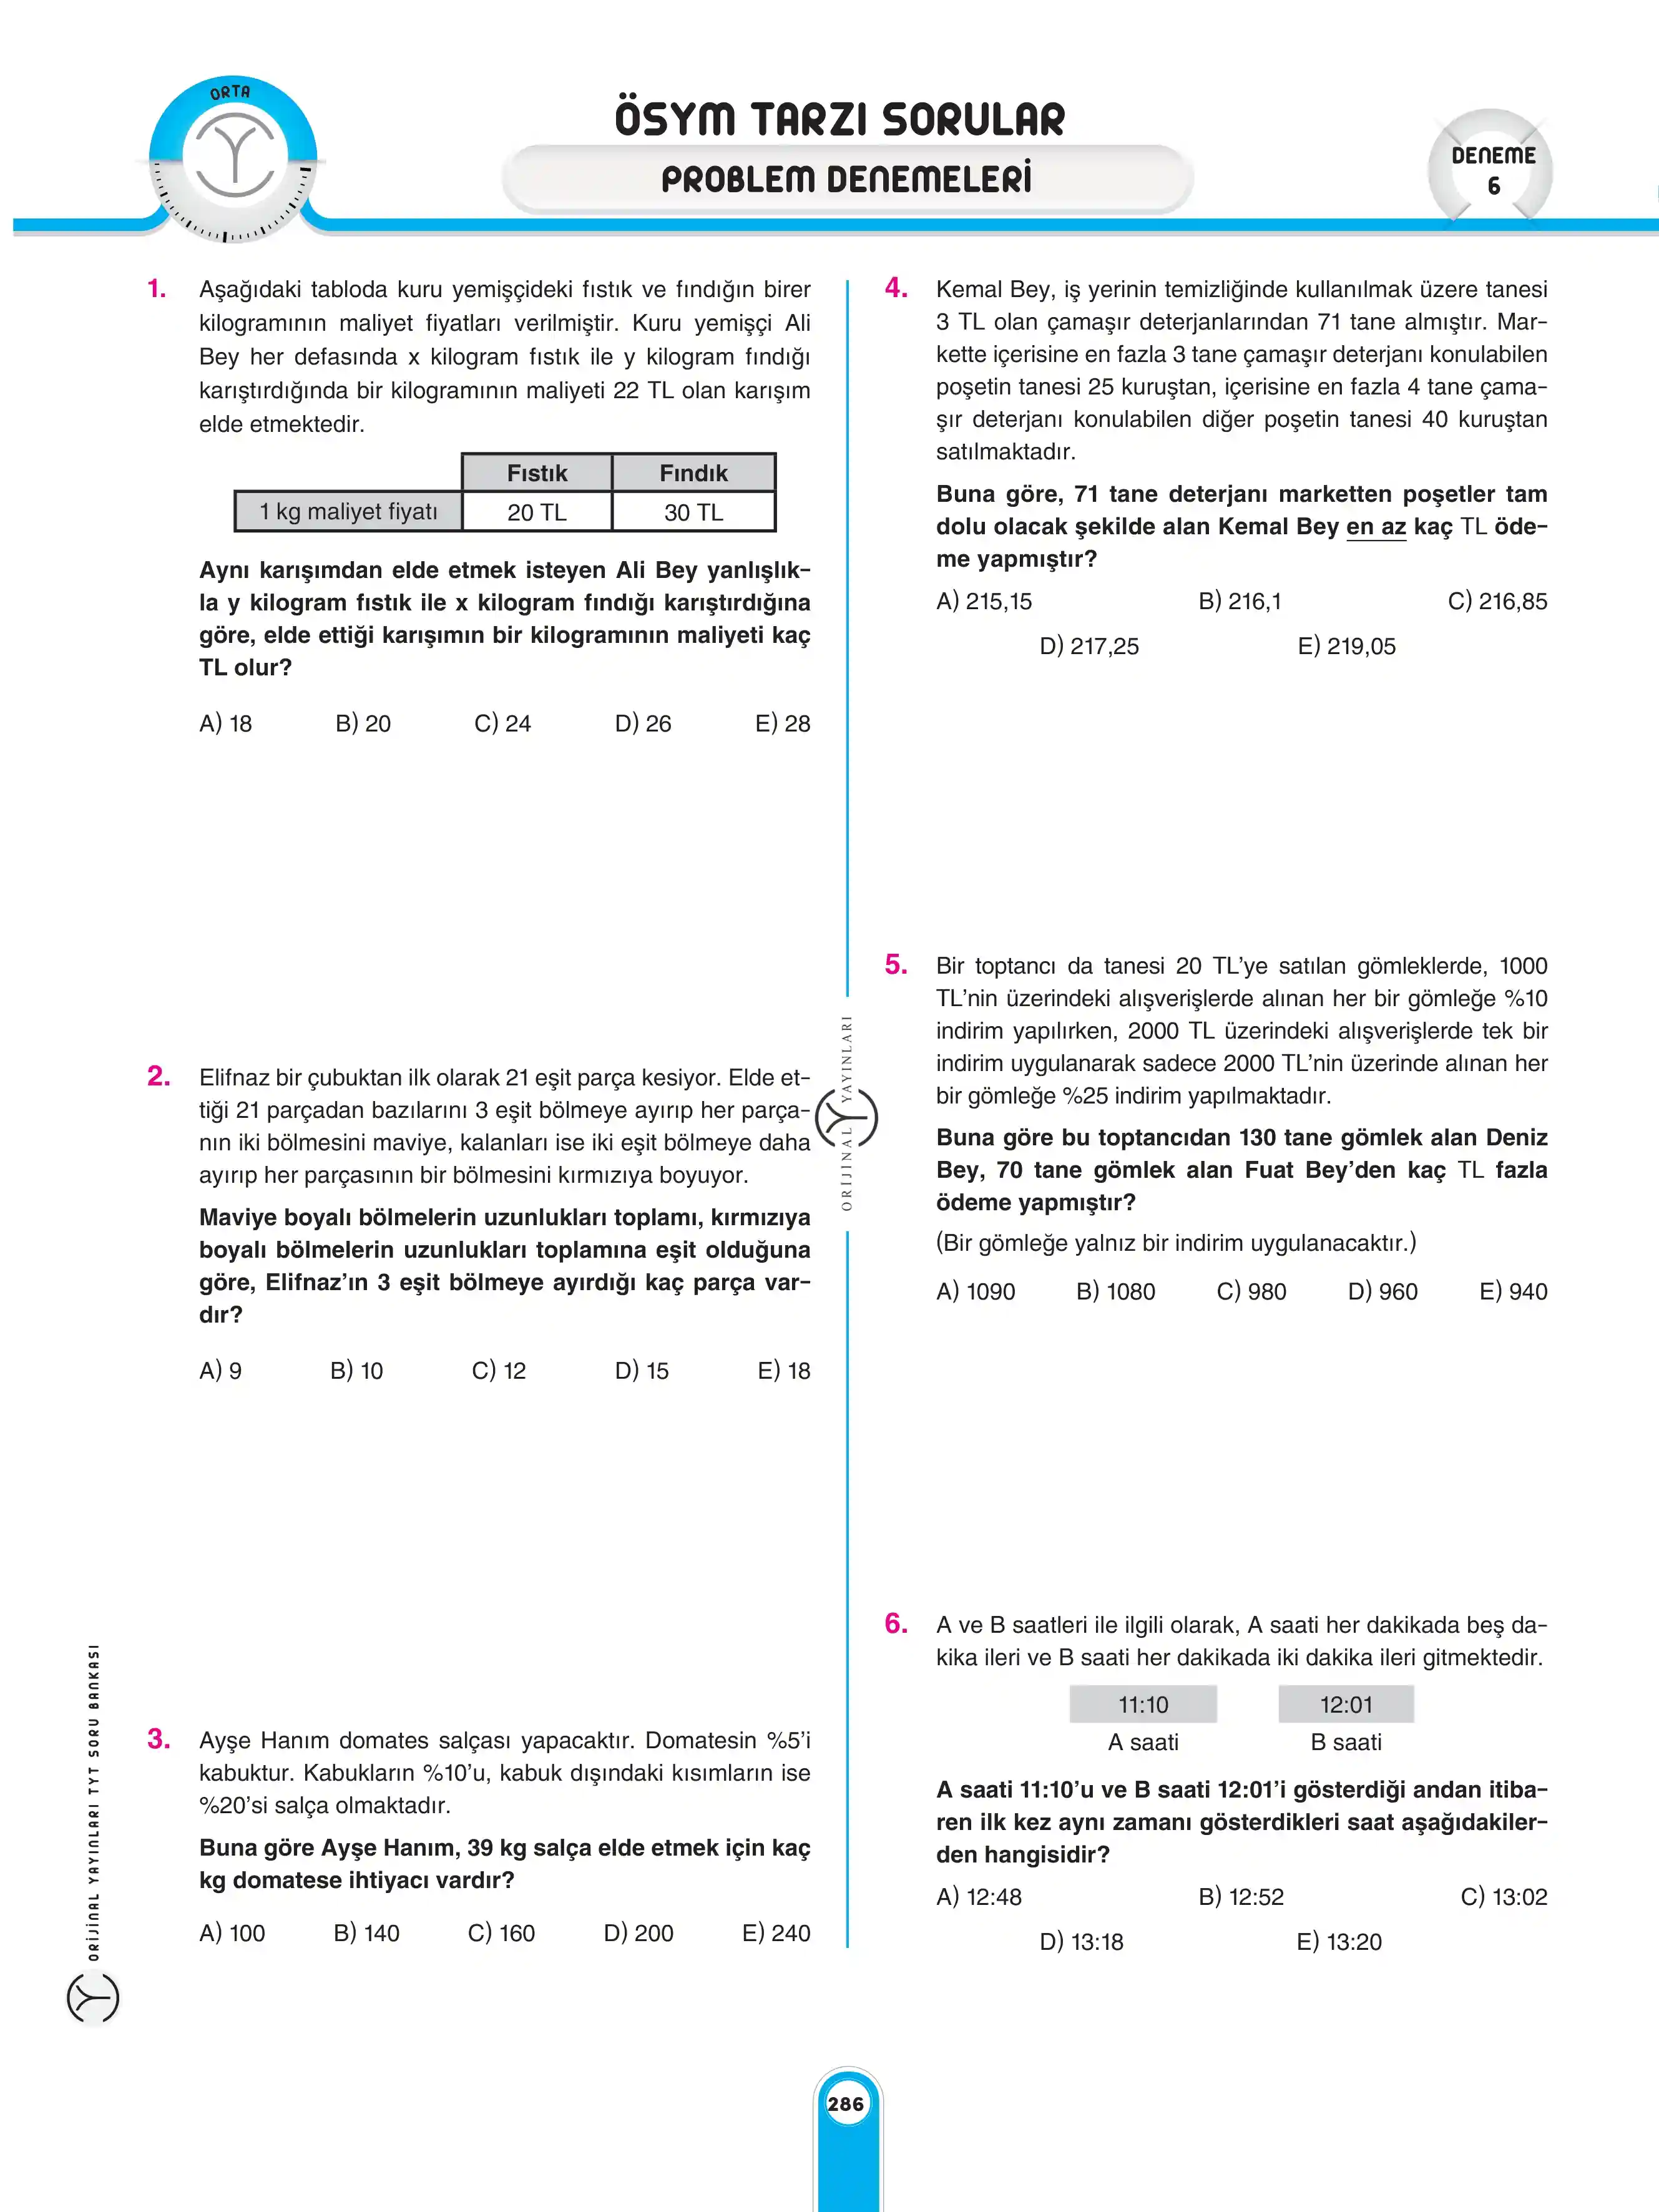 ORTA
ÖSYM TARZI SORULAR
PROBLEM DENEMELERİ
DENEME
6
1. Aşağıdaki tabloda kuru yemişçideki fıstık ve fındığın birer
kilogramının maliyet fiyatları verilmiştir. Kuru yemişçi Ali
Bey her defasında x kilogram fıstık ile y kilogram fındığı
karıştırdığında bir kilogramının maliyeti 22 TL olan karışım
elde etmektedir.
Fıstık Fındık
1 kg maliyet fiyatı 20 TL 30 TL
Aynı karışımdan elde etmek isteyen Ali Bey yanlışlık-
la y kilogram fıstık ile x kilogram fındığı karıştırdığına
göre, elde ettiği karışımın bir kilogramının maliyeti kaç
TL olur?
A) 18 B) 20 C) 24 D) 26 E) 28
2. Elifnaz bir çubuktan ilk olarak 21 eşit parça kesiyor. Elde et-
tiği 21 parçadan bazılarını 3 eşit bölmeye ayırıp her parça-
nın iki bölmesini maviye, kalanları ise iki eşit bölmeye daha
ayırıp her parçasının bir bölmesini kırmızıya boyuyor.
Maviye boyalı bölmelerin uzunlukları toplamı, kırmızıya
boyalı bölmelerin uzunlukları toplamına eşit olduğuna
göre, Elifnaz'ın 3 eşit bölmeye ayırdığı kaç parça var-
dır?
A) 9 B) 10 C) 12 D) 15 E) 18
3. Ayşe Hanım domates salçası yapacaktır. Domatesin %5'i
kabuktur. Kabukların %10'u, kabuk dışındaki kısımların ise
%20'si salça olmaktadır.
Buna göre Ayşe Hanım, 39 kg salça elde etmek için kaç
kg domatese ihtiyacı vardır?
A) 100 B) 140 C) 160 D) 200 E) 240
ORİJİNAL YAYINLARI TYT SORU BANKASI
ORİJİNAL YAYINLARI
4. Kemal Bey, iş yerinin temizliğinde kullanılmak üzere tanesi
3 TL olan çamaşır deterjanlarından 71 tane almıştır. Mar-
kette içerisine en fazla 3 tane çamaşır deterjanı konulabilen
poşetin tanesi 25 kuruştan, içerisine en fazla 4 tane çama-
şır deterjanı konulabilen diğer poşetin tanesi 40 kuruştan
satılmaktadır.
Buna göre, 71 tane deterjanı marketten poşetler tam
dolu olacak şekilde alan Kemal Bey en az kaç TL öde-
me yapmıştır?
A) 215,15 B) 216,1 C) 216,85
D) 217,25 E) 219,05
5. Bir toptancı da tanesi 20 TL'ye satılan gömleklerde, 1000
TL'nin üzerindeki alışverişlerde alınan her bir gömleğe %10
indirim yapılırken, 2000 TL üzerindeki alışverişlerde tek bir
indirim uygulanarak sadece 2000 TL'nin üzerinde alınan her
bir gömleğe %25 indirim yapılmaktadır.
Buna göre bu toptancıdan 130 tane gömlek alan Deniz
Bey, 70 tane gömlek alan Fuat Bey'den kaç TL fazla
ödeme yapmıştır?
(Bir gömleğe yalnız bir indirim uygulanacaktır.)
A) 1090 B) 1080 C) 980 D) 960 E) 940
6. A ve B saatleri ile ilgili olarak, A saati her dakikada beş da-
kika ileri ve B saati her dakikada iki dakika ileri gitmektedir.
11:10 12:01
A saati B saati
A saati 11:10'u ve B saati 12:01'i gösterdiği andan itiba-
ren ilk kez aynı zamanı gösterdikleri saat aşağıdakiler-
den hangisidir?
A) 12:48 B) 12:52 C) 13:02
D) 13:18 E) 13:20
286